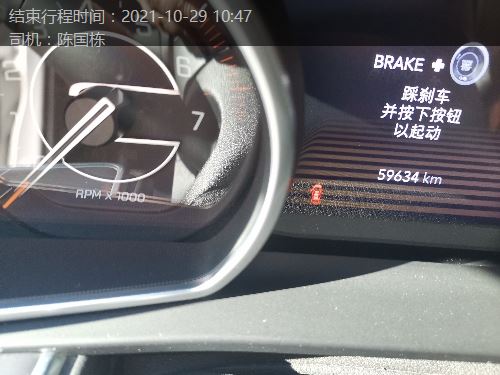 结束行程时间：2021-10-29 10:47
司机：陈国栋
BRAKE +
踩刹车
并按下按钮
以起动
59634 km
2
6
7
RPM X 1000